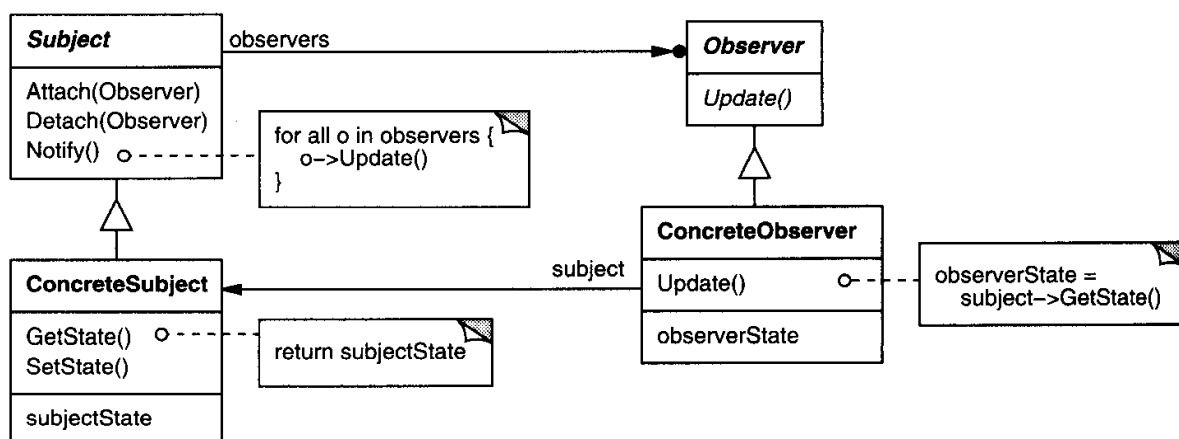 Subject
observers
Observer
Attach(Observer)
Detach(Observer)
Notify()
Update()
for all o in observers {
o->Update()
}
ConcreteObserver
ConcreteSubject
subject
Update()
observerState =
subject->GetState()
GetState()
SetState()
return subjectState
observerState
subjectState